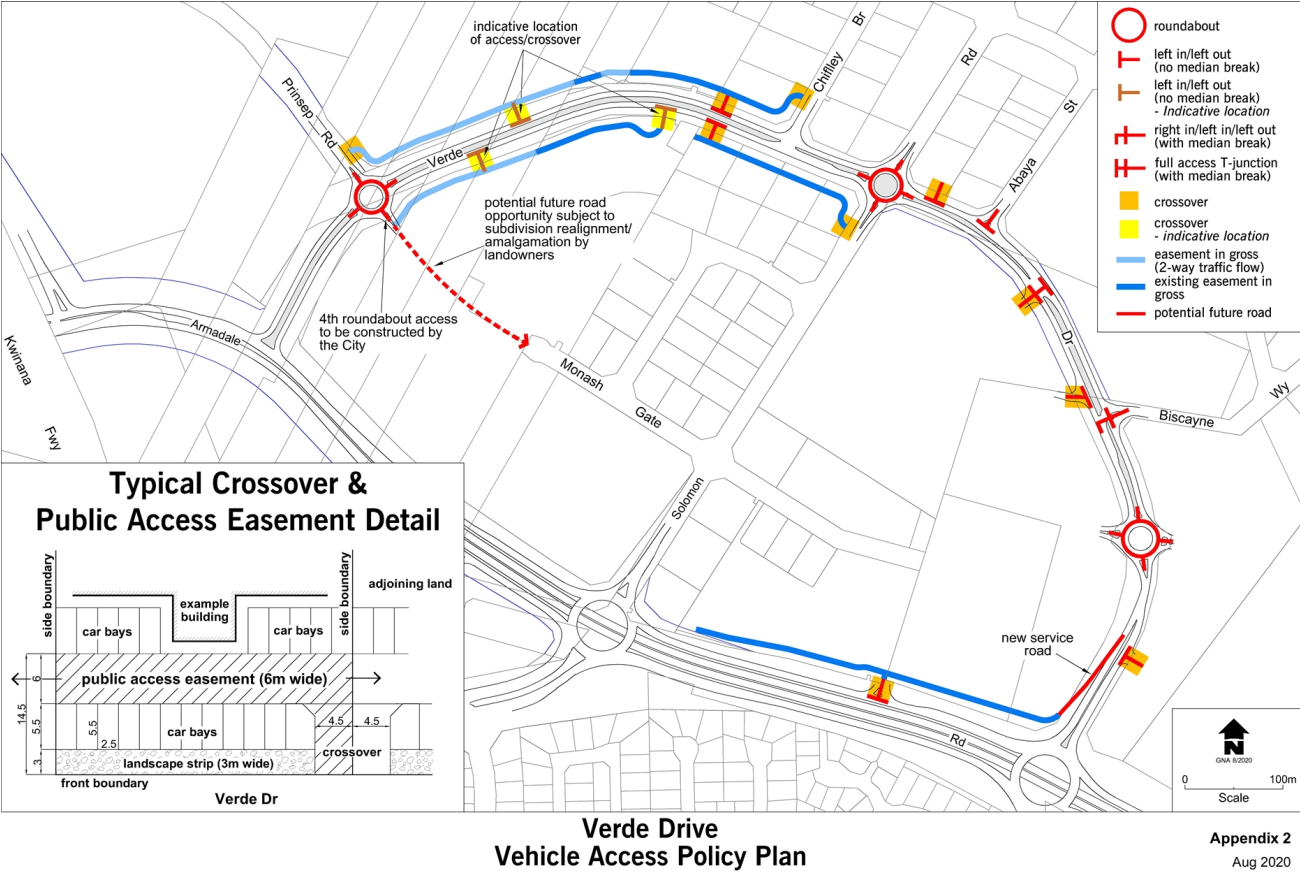 indicative location
of access/crossover
Br
Chifley
Rd
St
Abaya
Prinsep
Rd
Verde
potential future road
opportunity subject to
subdivision realignment/
amalgamation by
landowners
4th roundabout access
to be constructed by
the City
Armadale
Kwinana
Fwy
Monash
Gate
Solomon
Dr
Biscayne
Wy
new service
road
Rd
roundabout
left in/left out
(no median break)
left in/left out
(no median break)
- Indicative location
right in/left in/left out
(with median break)
full access T-junction
(with median break)
crossover
crossover
- indicative location
easement in gross
(2-way traffic flow)
existing easement in
gross
potential future road
Typical Crossover &
Public Access Easement Detail
side boundary
side boundary
adjoining land
example
building
car bays
car bays
public access easement (6m wide)
6
14.5
5.5
5.5
2.5
car bays
4.5
4.5
crossover
3
landscape strip (3m wide)
front boundary
Verde Dr
N
GNA 8/2020
0
100m
Scale
Verde Drive
Vehicle Access Policy Plan
Appendix 2
Aug 2020